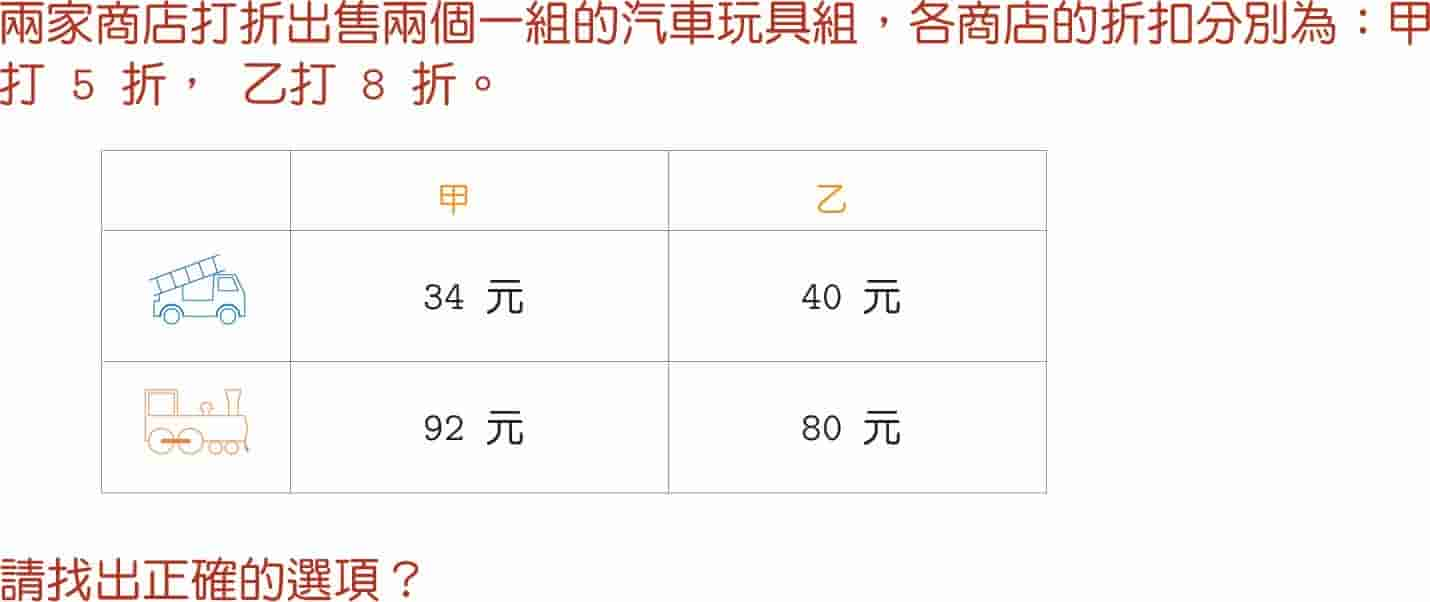 兩家商店打折出售兩個一組的汽車玩具組，各商店的折扣分別為：甲
打 5 折， 乙打 8 折。
甲 乙
34 元 40 元
92 元 80 元
請找出正確的選項？